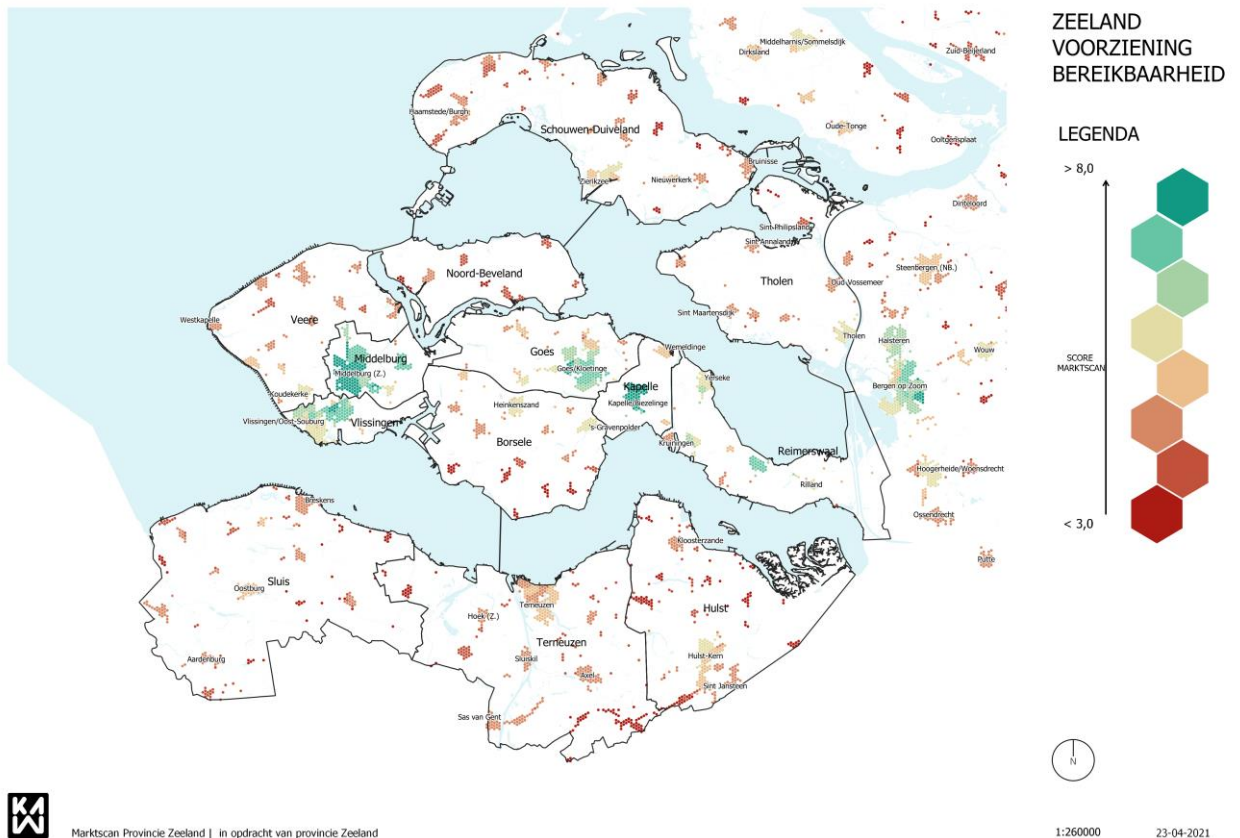 ZEELAND
VOORZIENING
BEREIKBAARHEID
LEGENDA
> 8,0
SCORE
MARKTSCAN
< 3,0
N
1:260000
23-04-2021
Middelharnis/Sommelsdijk
Dirksland
Zuid-Beijerland
Haamstede/Burgh
Schouwen-Duiveland
Oude-Tonge
Ooltgensplaat
Bruinisse
Zierikzee
Nieuwerkerk
Dinteloord
Sint Philipsland
Sint Annaland
Steenbergen (NB.)
Noord-Beveland
Tholen
Oud-Vossemeer
Westkapelle
Veere
Sint Maartensdijk
Tholen
Halsteren
Wouw
Middelburg
Middelburg (Z.)
Goes
Goes/Kloetinge
Wemeldinge
Yerseke
Bergen op Zoom
Kapelle
Kapelle/Biezelinge
Koudekerke
Heinkenszand
Vlissingen/Oost-Souburg
Vlissingen
's-Gravenpolder
Borsele
Kruiningen
Reimerswaal
Rilland
Hoogerheide/Woensdrecht
Ossendrecht
Putte
Breskens
Kloosterzande
Sluis
Oostburg
Terneuzen
Hoek (Z.)
Hulst
Terneuzen
Sluiskil
Hulst-Kern
Aardenburg
Axel
Sint Jansteen
Sas van Gent
KAW
Marktscan Provincie Zeeland | in opdracht van provincie Zeeland